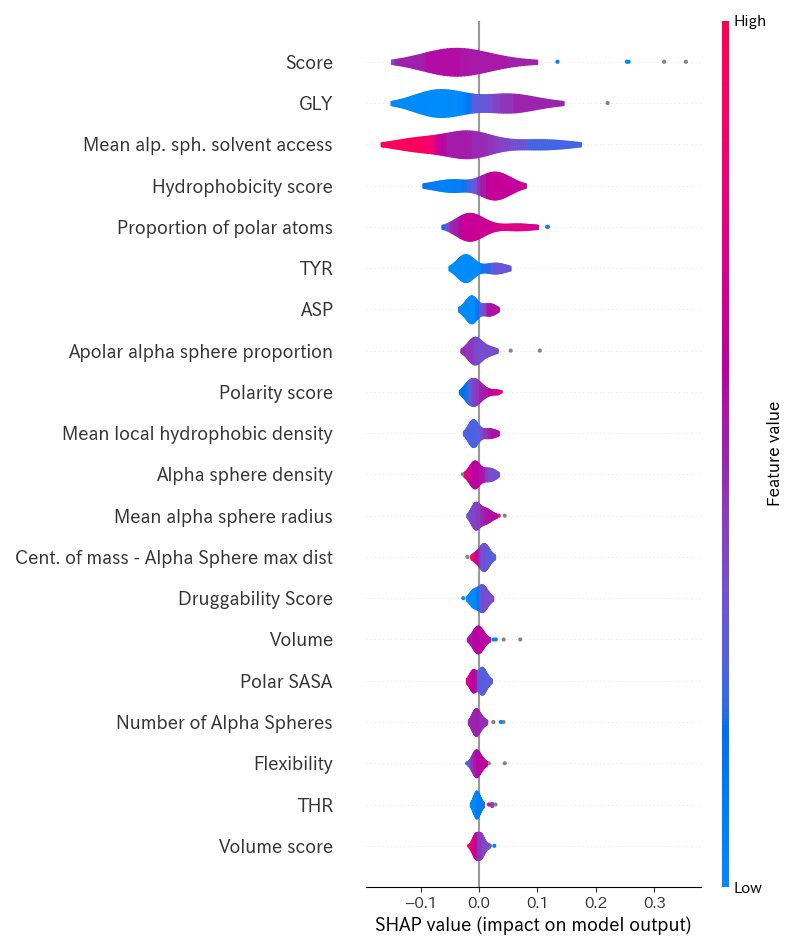 High
Score
GLY
Mean alp. sph. solvent access
Hydrophobicity score
Proportion of polar atoms
TYR
ASP
Apolar alpha sphere proportion
Polarity score
Mean local hydrophobic density
Alpha sphere density
Mean alpha sphere radius
Cent. of mass - Alpha Sphere max dist
Druggability Score
Volume
Polar SASA
Number of Alpha Spheres
Flexibility
THR
Volume score
Feature value
Low
−0.1 0.0 0.1 0.2 0.3
SHAP value (impact on model output)